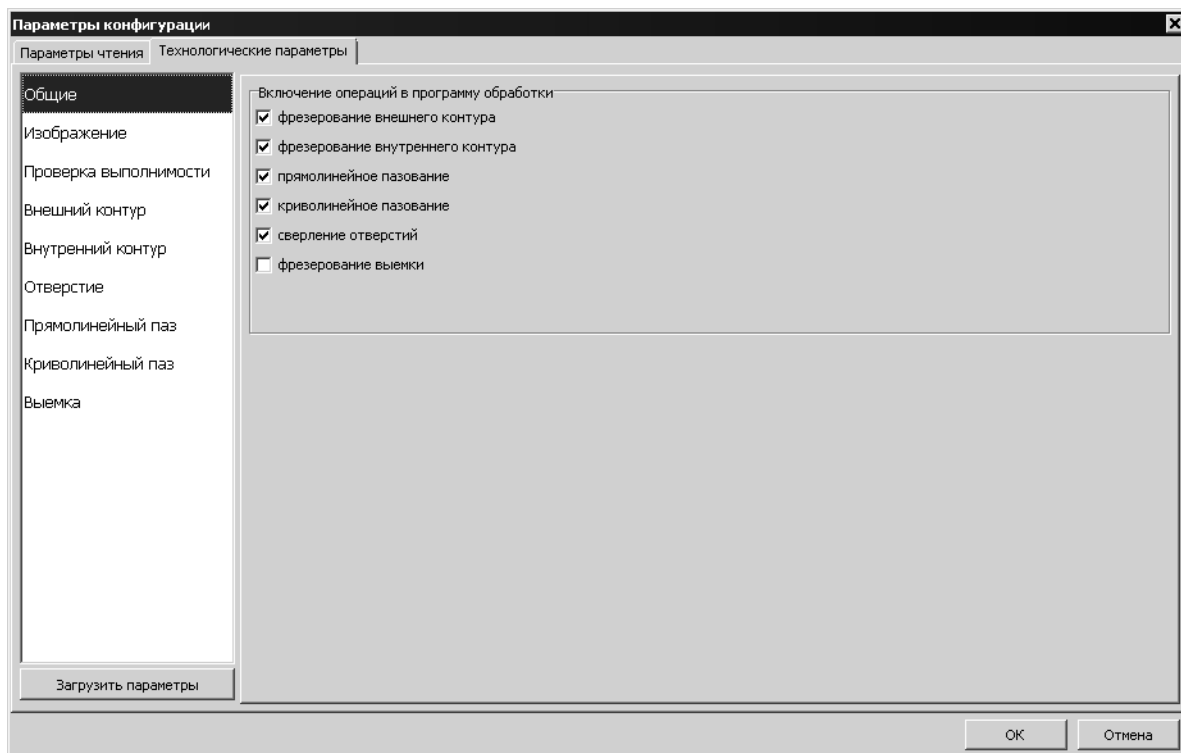 Параметры конфигурации
Параметры чтения
Технологические параметры
Общие
Изображение
Проверка выполнимости
Внешний контур
Внутренний контур
Отверстие
Прямолинейный паз
Криволинейный паз
Выемка
Загрузить параметры
Включение операций в программу обработки
фрезерование внешнего контура
фрезерование внутреннего контура
прямолинейное пазование
криволинейное пазование
сверление отверстий
фрезерование выемки
ОК
Отмена